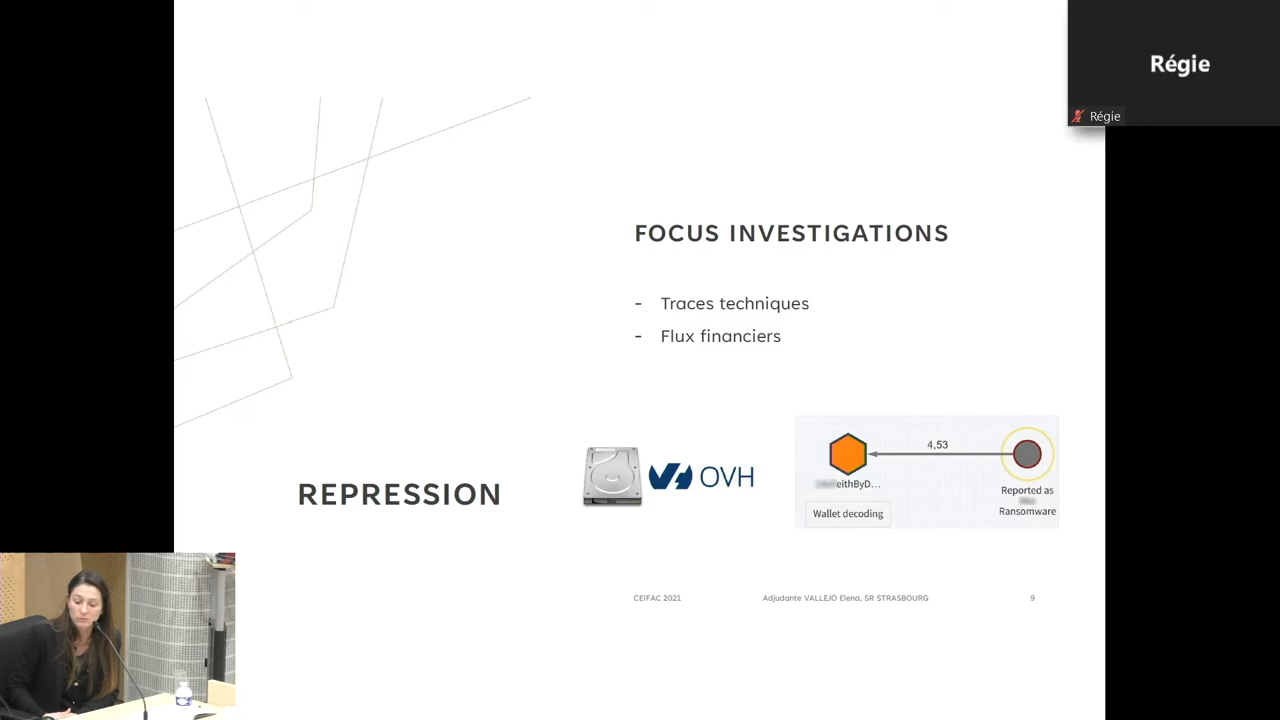 Régie
Régie
FOCUS INVESTIGATIONS
- Traces techniques
- Flux financiers
REPRESSION
OVH
4,53
eithByD...
Wallet decoding
Reported as
Ransomware
CEIFAC 2021
Adjudante VALLEJO Elena, SR STRASBOURG
9